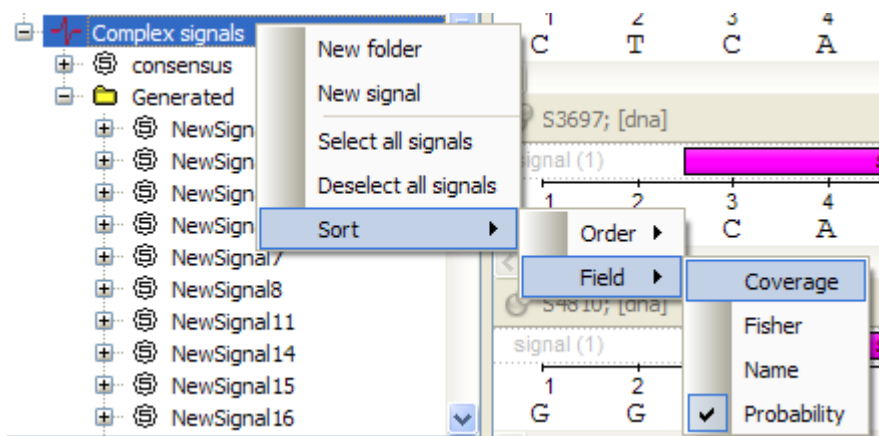 Complex signals
consensus
Generated
NewSign
NewSign
NewSign
NewSign
NewSignal7
NewSignal8
NewSignal11
NewSignal14
NewSignal15
NewSignal16
New folder
New signal
Select all signals
Deselect all signals
Sort
Order
Field
Coverage
Fisher
Name
Probability
1 2 3 4
C T C A
S3697; [dna]
signal (1)
1 2 3 4
C A
S4810; [dna]
signal (1)
1 2
G G